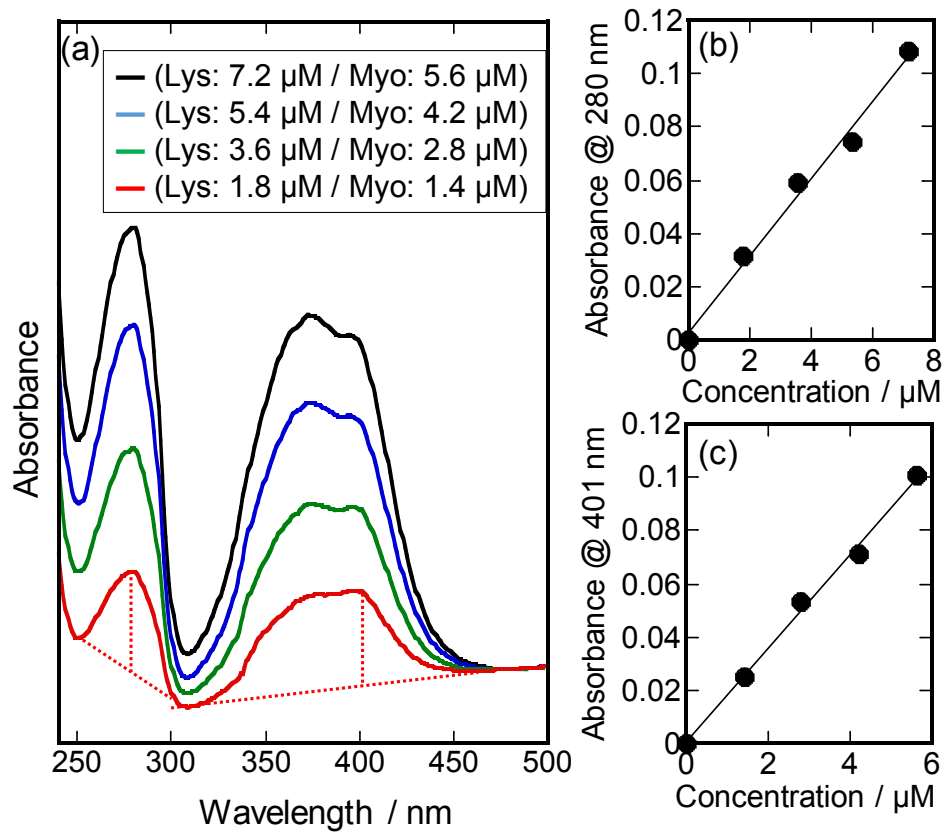 (a)
(Lys: 7.2 µM / Myo: 5.6 µM)
(Lys: 5.4 µM / Myo: 4.2 µM)
(Lys: 3.6 µM / Myo: 2.8 µM)
(Lys: 1.8 µM / Myo: 1.4 µM)
Absorbance
250 300 350 400 450 500
Wavelength / nm
(b)
Absorbance @ 280 nm
0.12
0.1
0.08
0.06
0.04
0.02
0
0 2 4 6 8
Concentration / µM
(c)
Absorbance @ 401 nm
0.12
0.1
0.08
0.06
0.04
0.02
0
0 2 4 6
Concentration / µM